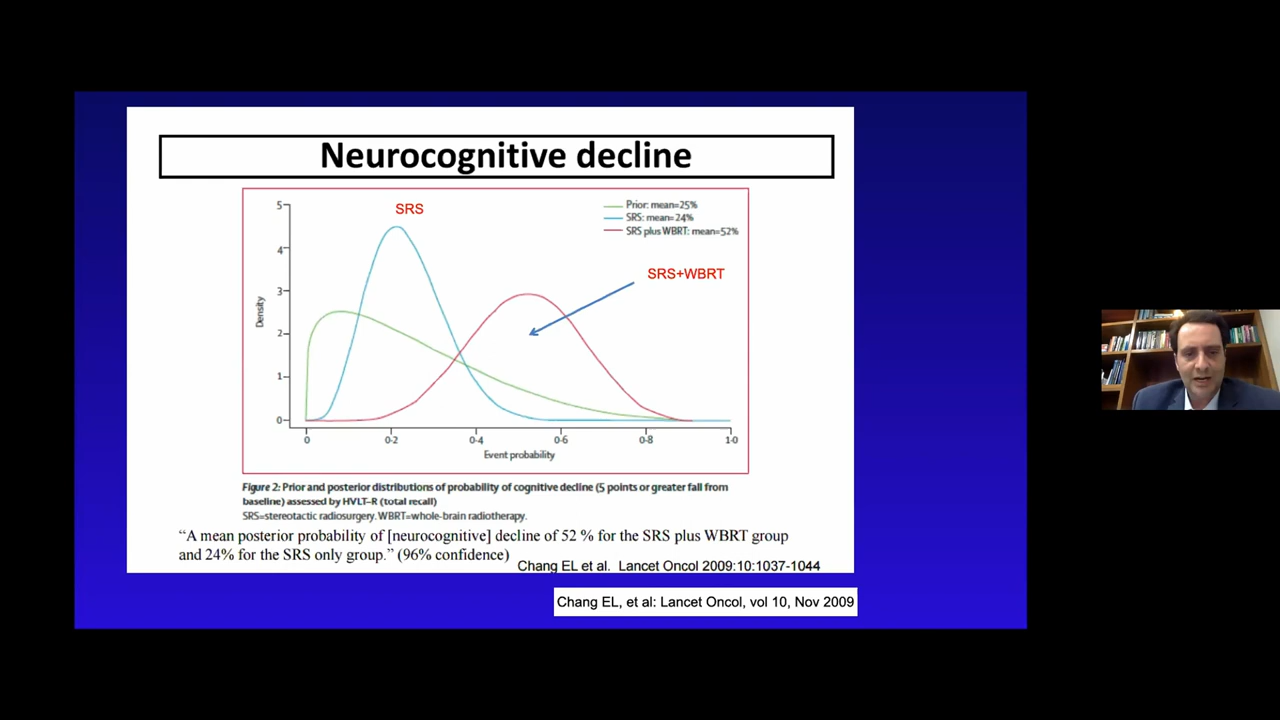 Neurocognitive decline
SRS
Prior: mean=25%
SRS: mean=24%
SRS plus WBRT: mean=52%
SRS+WBRT
Density
5
4
3
2
1
0
0
0·2
0·4
0·6
0·8
1·0
Event probability
Figure 2: Prior and posterior distributions of probability of cognitive decline (5 points or greater fall from
baseline) assessed by HVLT–R (total recall)
SRS=stereotactic radiosurgery. WBRT=whole-brain radiotherapy.
“A mean posterior probability of [neurocognitive] decline of 52 % for the SRS plus WBRT group
and 24% for the SRS only group.” (96% confidence)
Chang EL et al. Lancet Oncol 2009:10:1037-1044
Chang EL, et al: Lancet Oncol, vol 10, Nov 2009